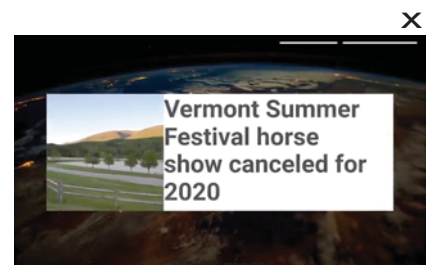 X
Vermont Summer
Festival horse
show canceled for
2020